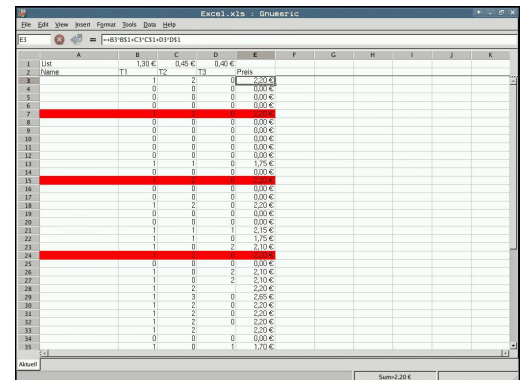 Excel.xls : Gnumeric
File Edit View Insert Format Tools Data Help
E3 = =+B3*B$1+C3*C$1+D3*D$1
A B C D E F G H I J K
1 List 1,30 € 0,45 € 0,40 €
2 Name T1 T2 T3 Preis
3 1 2 0 2,20 €
4 0 0 0 0,00 €
5 0 0 0 0,00 €
6 0 0 0 0,00 €
7
8 0 0 0 0,00 €
9 0 0 0 0,00 €
10 0 0 0 0,00 €
11 0 0 0 0,00 €
12 0 0 0 0,00 €
13 1 1 0 1,75 €
14 0 0 0 0,00 €
15
16 0 0 0 0,00 €
17 0 0 0 0,00 €
18 1 2 0 2,20 €
19 0 0 0 0,00 €
20 0 0 0 0,00 €
21 1 1 1 2,15 €
22 1 1 0 1,75 €
23 1 0 2 2,10 €
24
25 0 0 0 0,00 €
26 1 0 2 2,10 €
27 1 0 2 2,10 €
28 1 2 2,20 €
29 1 3 0 2,65 €
30 1 2 0 2,20 €
31 1 2 0 2,20 €
32 1 2 0 2,20 €
33 1 2 2,20 €
34 0 0 0 0,00 €
35 1 0 1 1,70 €
Aktuell
Sum=2,20 €